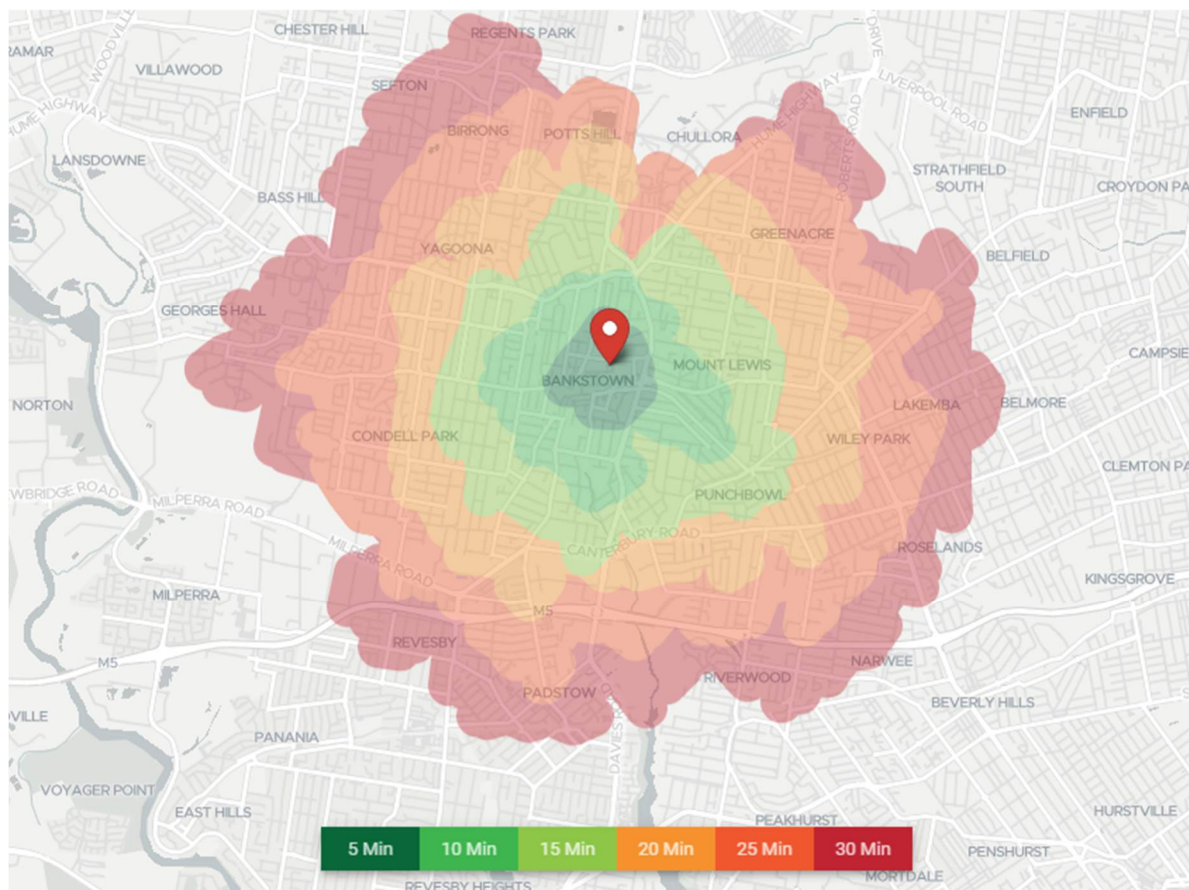 CHESTER HILL
REGENTS PARK
WOODVILLE
RAMAR
VILLAWOOD
SEFTON
DRIVE
LIVERPOOL ROAD
HUME HIGHWAY
ENFIELD
HUME HIGHWAY
BIRRONG
POTTS HILL
CHULLORA
ROBERTS ROAD
LANSDOWNE
STRATHFIELD
SOUTH
CROYDON PA
BASS HILL
YAGOONA
GREENACRE
BELFIELD
GEORGES HALL
CAMPSIE
MOUNT LEWIS
BANKSTOWN
NORTON
LAKEMBA
BELMORE
CONDELL PARK
WILEY PARK
CLEMTON PA
EWBRIDGE ROAD
MILPERRA ROAD
PUNCHBOWL
CANTERBURY ROAD
MILPERRA ROAD
ROSELANDS
KINGSGROVE
MILPERRA
M5
REVESBY
M5
NARWEE
RIVERWOOD
PADSTOW
BEVERLY HILLS
VILLE
DAVIES R
PANANIA
VOYAGER POINT
EAST HILLS
HURSTVILLE
PEAKHURST
5 Min
10 Min
15 Min
20 Min
25 Min
30 Min
PENSHURST
MORTDALE
REVESBY HEIGHTS